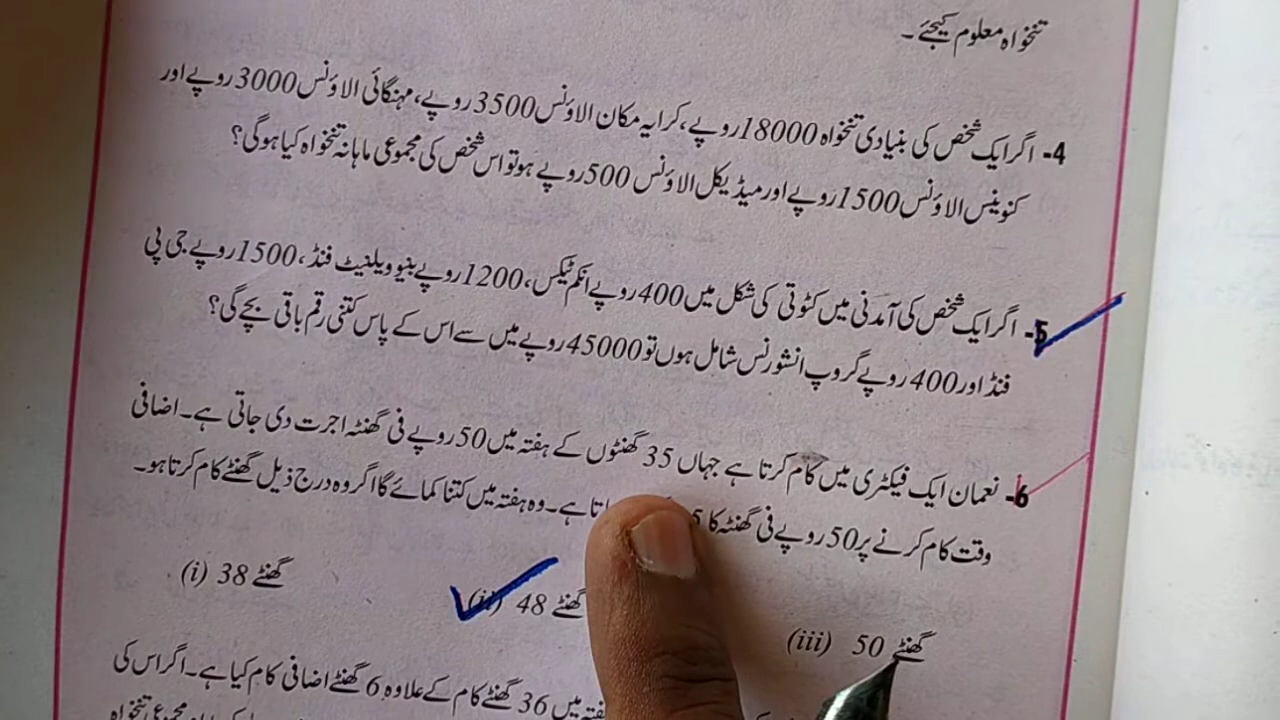 تنخواہ معلوم کیجئے۔
4- اگر ایک شخص کی بنیادی تنخواہ 18000 روپے، کرایہ مکان الاؤنس 3500 روپے، مہنگائی الاؤنس 3000 روپے اور
کنوینس الاؤنس 1500 روپے اور میڈیکل الاؤنس 500 روپے ہو تو اس شخص کی مجموعی ماہانہ تنخواہ کیا ہوگی؟
5- اگر ایک شخص کی آمدنی میں کٹوتی کی شکل میں 400 روپے انکم ٹیکس، 1200 روپے بینوویلنیٹ فنڈ، 1500 روپے جی پی
فنڈ اور 400 روپے گروپ انشورنس شامل ہوں تو 45000 روپے میں سے اس کے پاس کتنی رقم باقی بچے گی؟
6- نعمان ایک فیکٹری میں کام کرتا ہے جہاں 35 گھنٹوں کے ہفتہ میں 50 روپے فی گھنٹہ اجرت دی جاتی ہے۔ اضافی
وقت کام کرنے پر 50 روپے فی گھنٹہ کا ہے۔ وہ ہفتہ میں کتنا کمائے گا اگر وہ درج ذیل گھنٹے کام کرتا ہو۔
(i) 38 گھنٹے
(ii) 48 گھنٹے
(iii) 50 گھنٹے
میں 36 گھنٹے کام کے علاوہ 6 گھنٹے اضافی کام کیا ہے۔ اگر اس کی
مجموعی تنخواہ